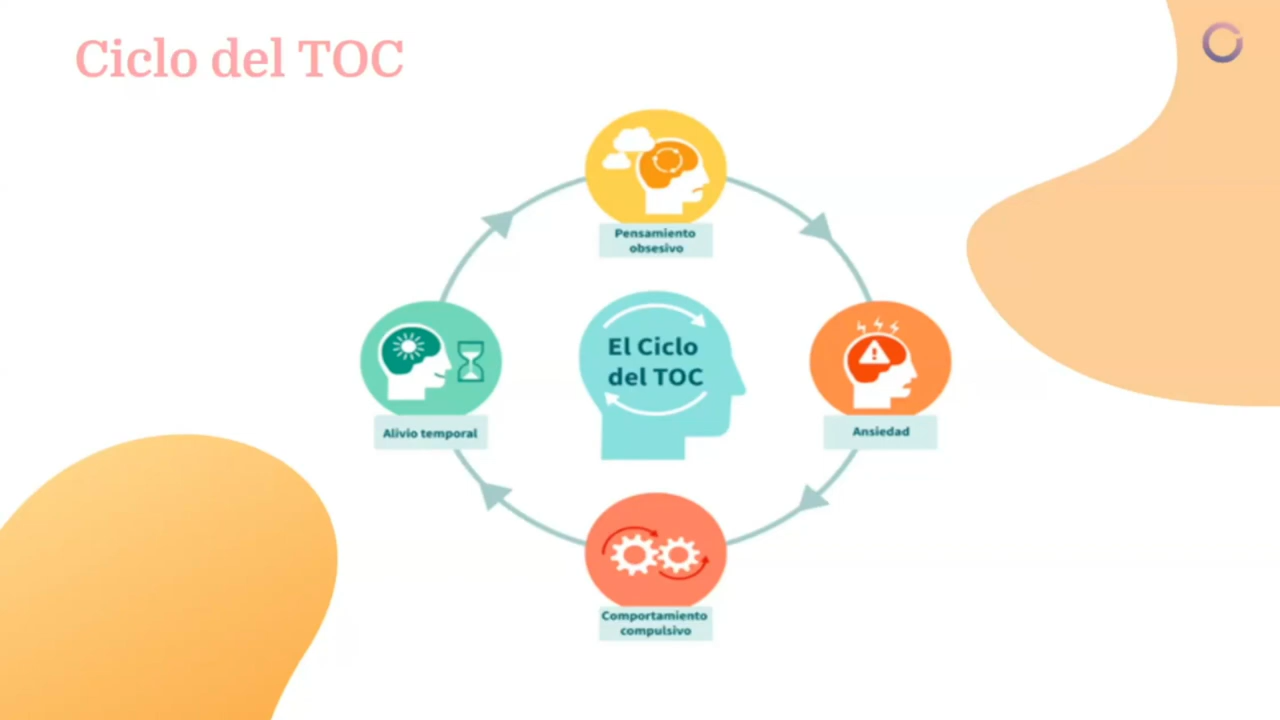 Ciclo del TOC
Pensamiento
obsesivo
El Ciclo
del TOC
Alivio temporal
Ansiedad
Comportamiento
compulsivo